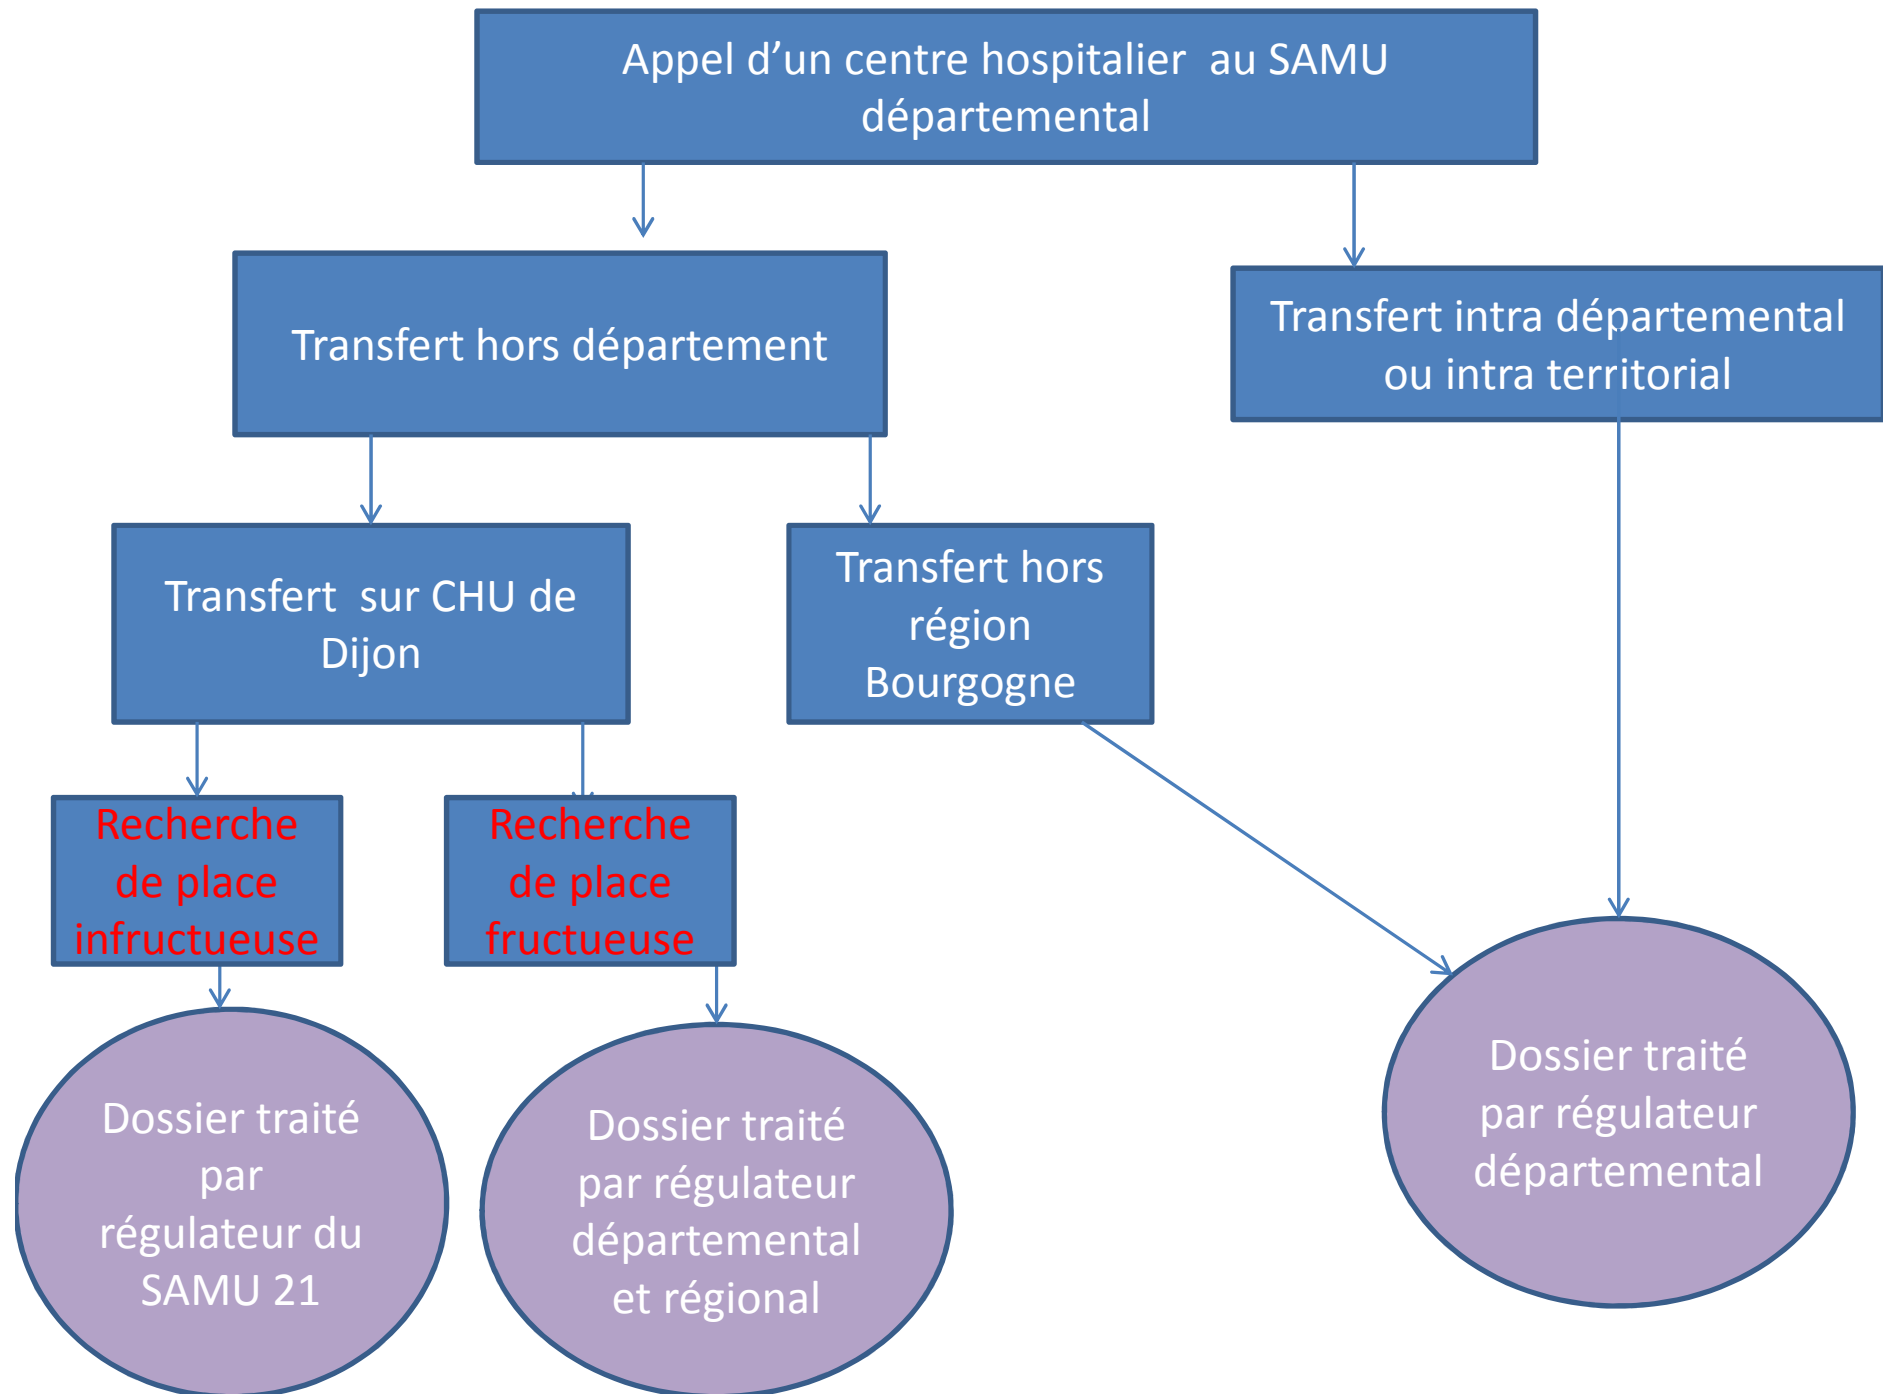 Appel d’un centre hospitalier  au SAMU
départemental
Transfert hors département
Transfert intra départemental
ou intra territorial
Transfert  sur CHU de
Dijon
Transfert hors
région
Bourgogne
Recherche
de place
infructueuse
Recherche
de place
fructueuse
Dossier traité
par
régulateur du
SAMU 21
Dossier traité
par régulateur
départemental
et régional
Dossier traité
par régulateur
départemental